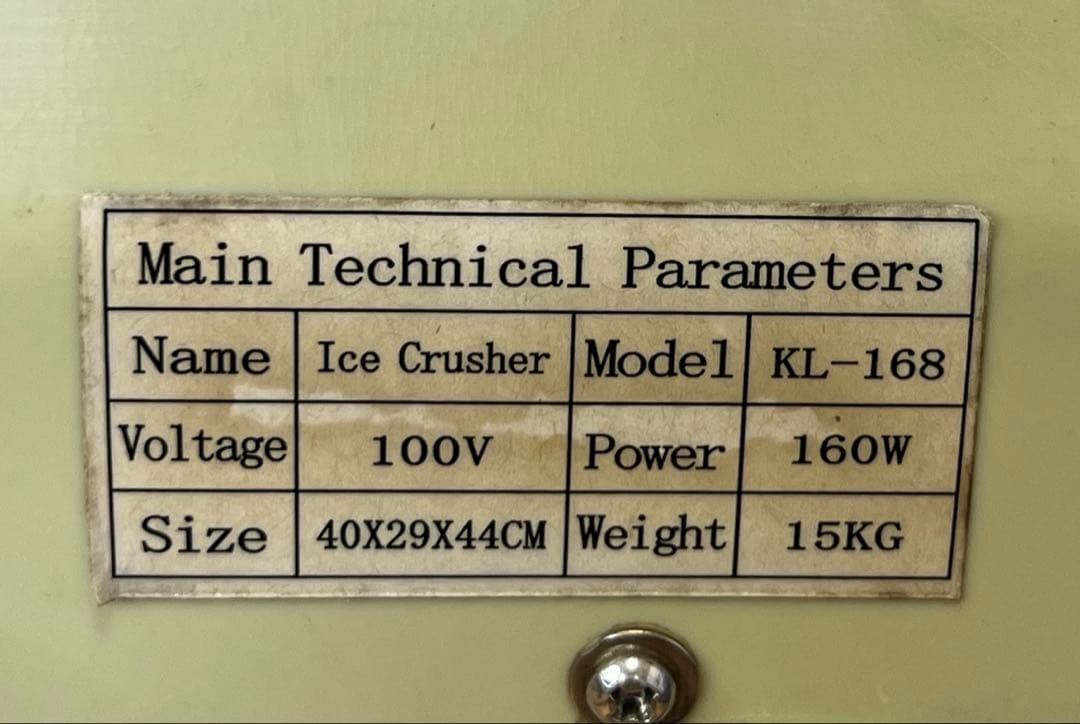 Main Technical Parameters
Name Ice Crusher Model KL-168
Voltage 100V Power 160W
Size 40X29X44CM Weight 15KG